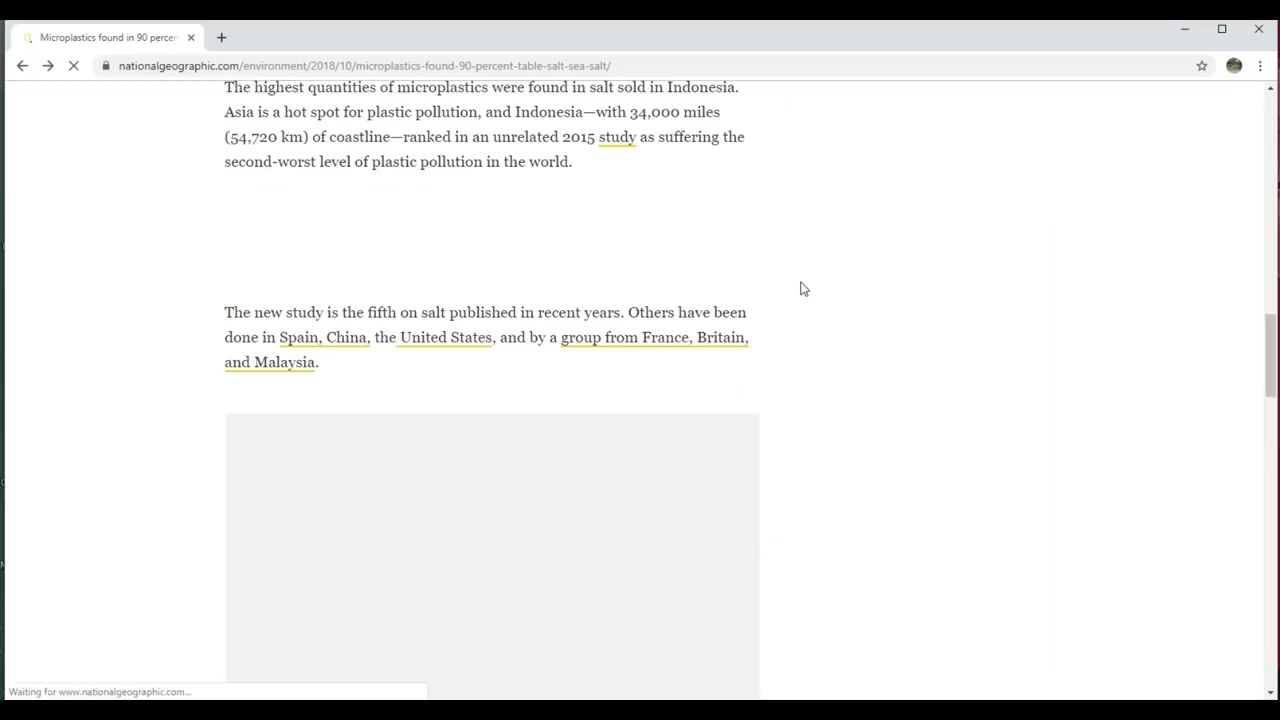 Microplastics found in 90 percen
nationalgeographic.com/environment/2018/10/microplastics-found-90-percent-table-salt-sea-salt/
The highest quantities of microplastics were found in salt sold in Indonesia.
Asia is a hot spot for plastic pollution, and Indonesia—with 34,000 miles
(54,720 km) of coastline—ranked in an unrelated 2015 study as suffering the
second-worst level of plastic pollution in the world.
The new study is the fifth on salt published in recent years. Others have been
done in Spain, China, the United States, and by a group from France, Britain,
and Malaysia.
Waiting for www.nationalgeographic.com...